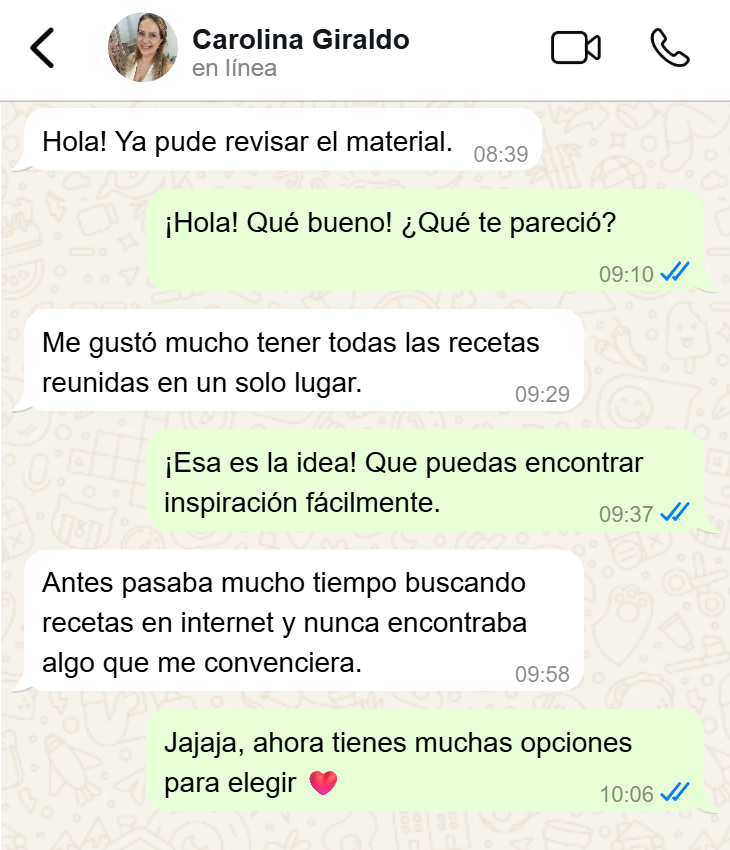 Carolina Giraldo
en línea
Hola! Ya pude revisar el material.
08:39
¡Hola! Qué bueno! ¿Qué te pareció?
09:10
Me gustó mucho tener todas las recetas
reunidas en un solo lugar.
09:29
¡Esa es la idea! Que puedas encontrar
inspiración fácilmente.
09:37
Antes pasaba mucho tiempo buscando
recetas en internet y nunca encontraba
algo que me convenciera.
09:58
Jajaja, ahora tienes muchas opciones
para elegir ❤️
10:06